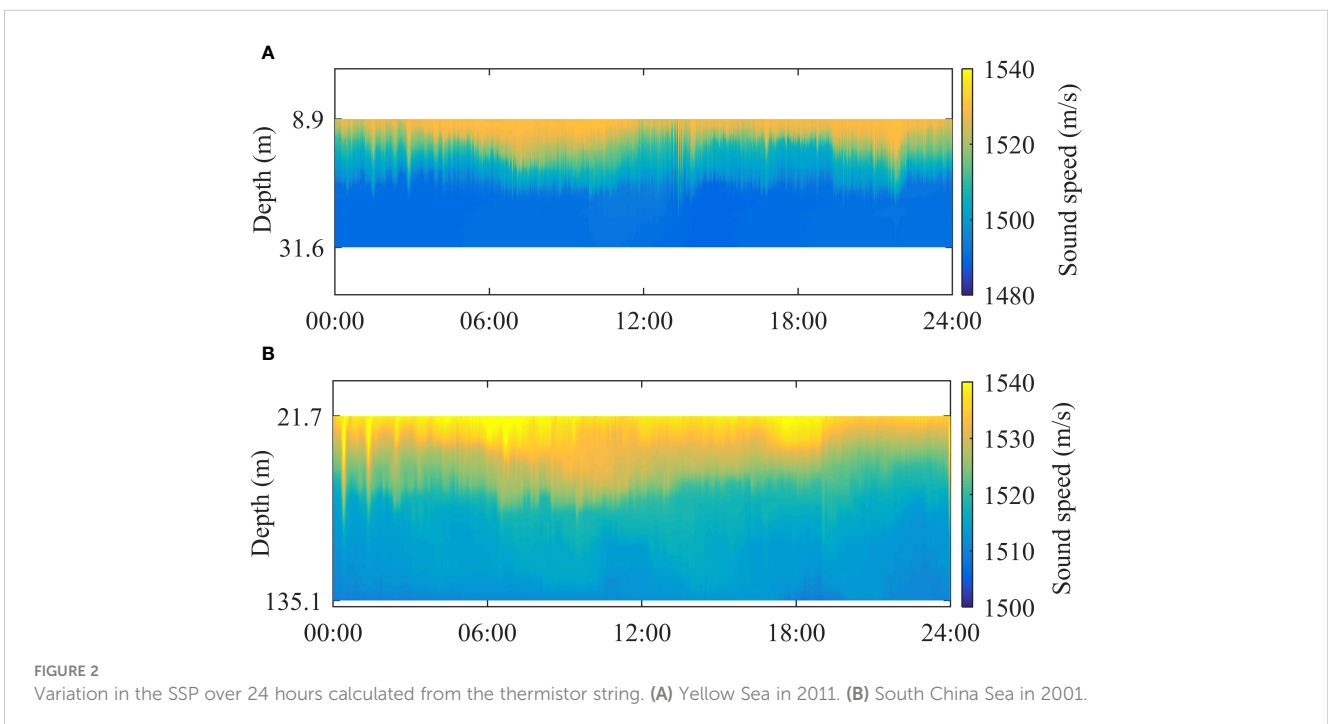 A
8.9
31.6
Depth (m)
00:00 06:00 12:00 18:00 24:00
1540
1520
1500
1480
Sound speed (m/s)
B
21.7
135.1
Depth (m)
00:00 06:00 12:00 18:00 24:00
1540
1530
1520
1510
1500
Sound speed (m/s)
FIGURE 2
Variation in the SSP over 24 hours calculated from the thermistor string. (A) Yellow Sea in 2011. (B) South China Sea in 2001.